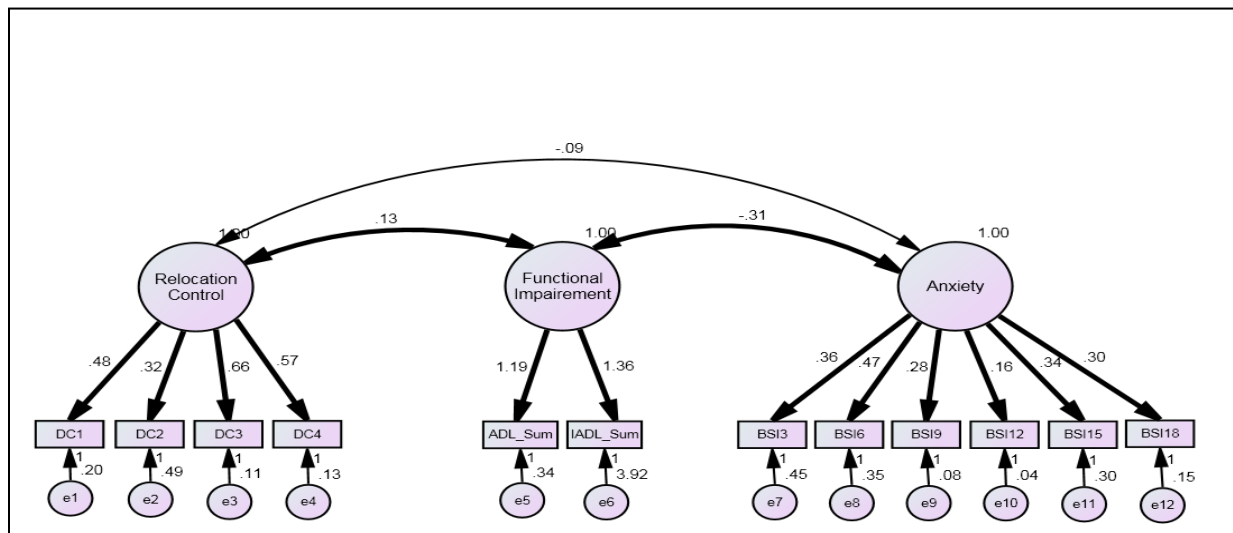 -.09
.13
-.31
1.00
1.00
1.00
Relocation
Control
Functional
Impairement
Anxiety
.48
.32
.66
.57
1.19
1.36
.36
.47
.28
.16
.34
.30
DC1
DC2
DC3
DC4
ADL_Sum
IADL_Sum
BSI3
BSI6
BSI9
BSI12
BSI15
BSI18
1
1
1
1
1
1
1
1
1
1
1
1
.20
.49
.11
.13
.34
3.92
.45
.35
.08
.04
.30
.15
e1
e2
e3
e4
e5
e6
e7
e8
e9
e10
e11
e12